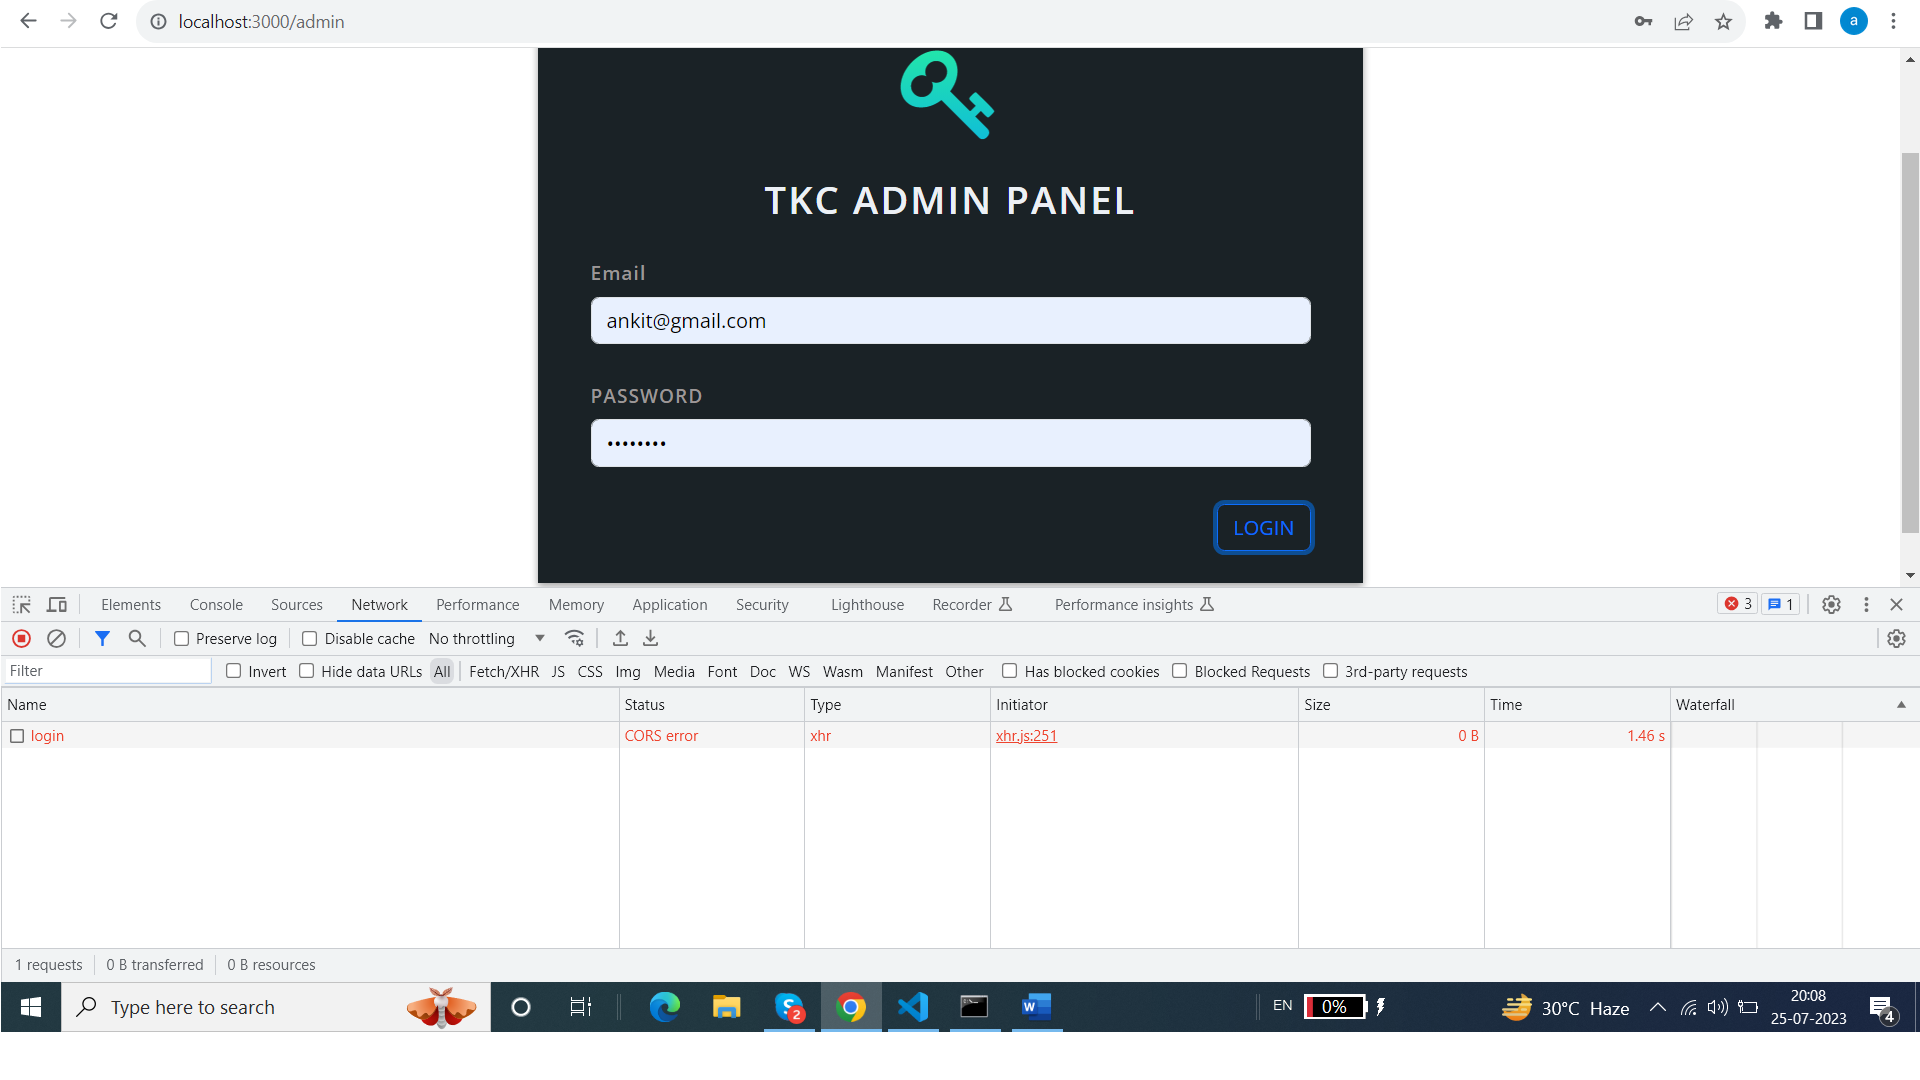 localhost:3000/admin
a
TKC ADMIN PANEL
Email
ankit@gmail.com
PASSWORD
••••••••
LOGIN
Elements Console Sources Network Performance Memory Application Security Lighthouse Recorder Performance insights 3 1
Preserve log Disable cache No throttling
Filter Invert Hide data URLs All Fetch/XHR JS CSS Img Media Font Doc WS Wasm Manifest Other Has blocked cookies Blocked Requests 3rd-party requests
Name Status Type Initiator Size Time Waterfall
login CORS error xhr xhr.js:251 0 B 1.46 s
1 requests 0 B transferred 0 B resources
Type here to search S 2 W EN 0% 30°C Haze 20:08
25-07-2023 4